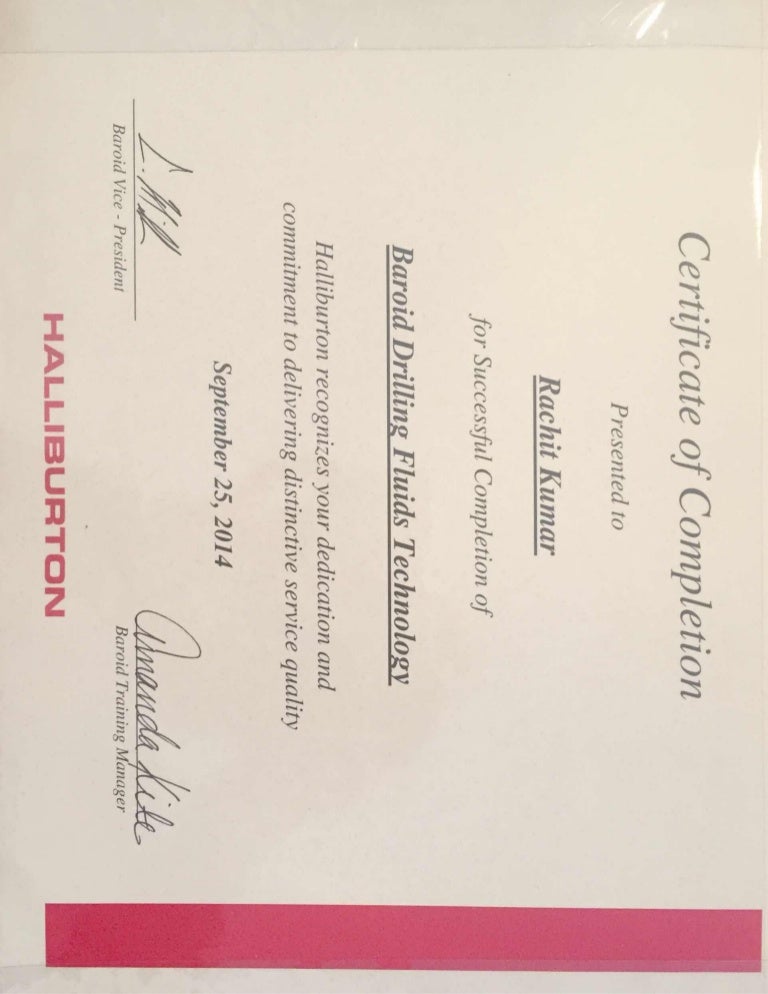 Certificate of Completion
Presented to
Rachit Kumar
for Successful Completion of
Baroid Drilling Fluids Technology
Halliburton recognizes your dedication and
commitment to delivering distinctive service quality
September 25, 2014
Baroid Vice - President
Amanda
Baroid Training Manager
HALLIBURTON